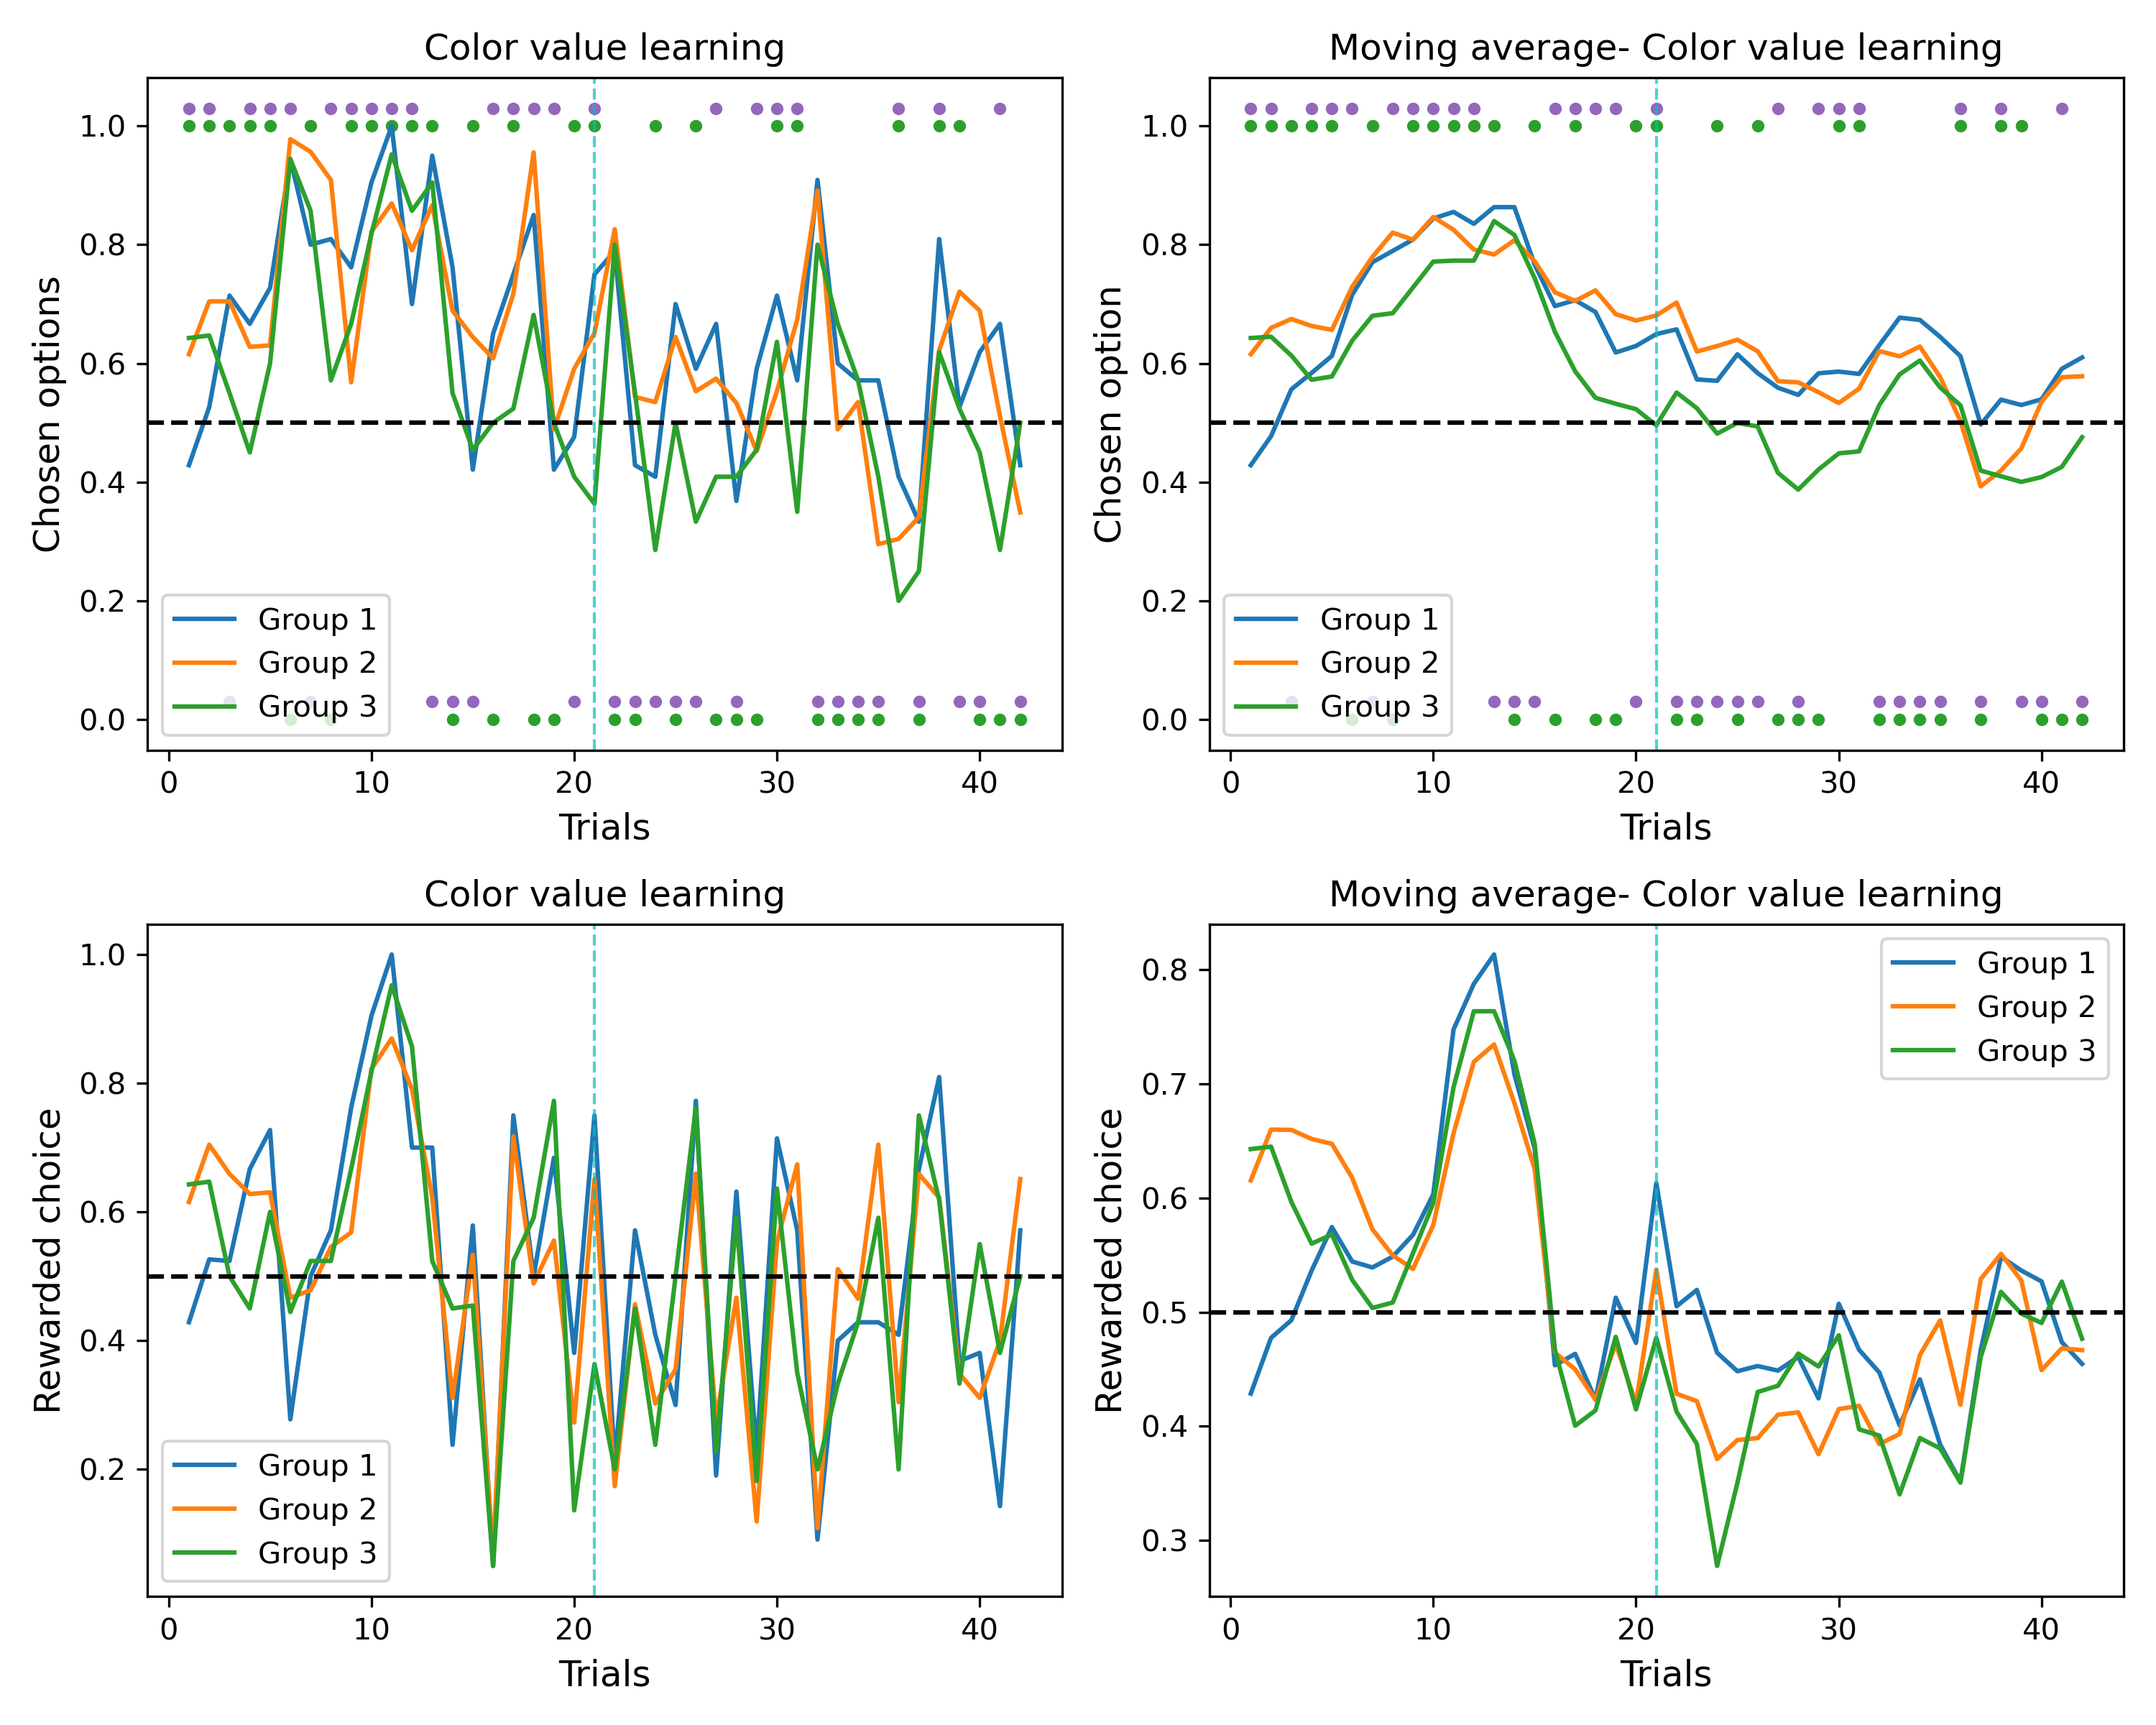 Color value learning
Chosen options
1.0
0.8
0.6
0.4
0.2
0.0
Group 1
Group 2
Group 3
0 10 20 30 40
Trials
Moving average- Color value learning
Chosen option
1.0
0.8
0.6
0.4
0.2
0.0
Group 1
Group 2
Group 3
0 10 20 30 40
Trials
Color value learning
Rewarded choice
1.0
0.8
0.6
0.4
0.2
Group 1
Group 2
Group 3
0 10 20 30 40
Trials
Moving average- Color value learning
Rewarded choice
0.8
0.7
0.6
0.5
0.4
0.3
Group 1
Group 2
Group 3
0 10 20 30 40
Trials